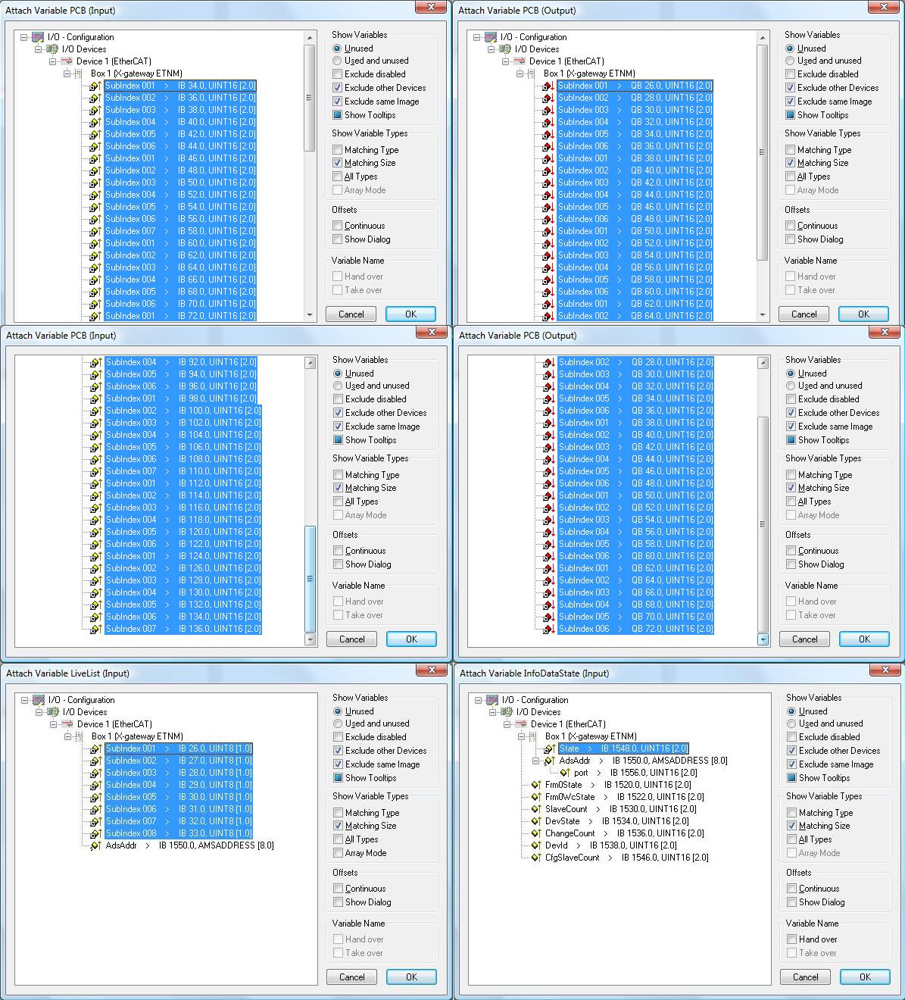 Attach Variable PCB (Input)
I/O - Configuration
I/O Devices
Device 1 (EtherCAT)
Box 1 (X-gateway ETNM)
SubIndex 001 > IB 34.0, UINT16 [2.0]
SubIndex 002 > IB 36.0, UINT16 [2.0]
SubIndex 003 > IB 38.0, UINT16 [2.0]
SubIndex 004 > IB 40.0, UINT16 [2.0]
SubIndex 005 > IB 42.0, UINT16 [2.0]
SubIndex 006 > IB 44.0, UINT16 [2.0]
SubIndex 001 > IB 46.0, UINT16 [2.0]
SubIndex 002 > IB 48.0, UINT16 [2.0]
SubIndex 003 > IB 50.0, UINT16 [2.0]
SubIndex 004 > IB 52.0, UINT16 [2.0]
SubIndex 005 > IB 54.0, UINT16 [2.0]
SubIndex 006 > IB 56.0, UINT16 [2.0]
SubIndex 007 > IB 58.0, UINT16 [2.0]
SubIndex 001 > IB 60.0, UINT16 [2.0]
SubIndex 002 > IB 62.0, UINT16 [2.0]
SubIndex 003 > IB 64.0, UINT16 [2.0]
SubIndex 004 > IB 66.0, UINT16 [2.0]
SubIndex 005 > IB 68.0, UINT16 [2.0]
SubIndex 006 > IB 70.0, UINT16 [2.0]
SubIndex 001 > IB 72.0, UINT16 [2.0]
Show Variables
Unused
Used and unused
Exclude disabled
Exclude other Devices
Exclude same Image
Show Tooltips
Show Variable Types
Matching Type
Matching Size
All Types
Array Mode
Offsets
Continuous
Show Dialog
Variable Name
Hand over
Take over
Cancel
OK
Attach Variable PCB (Output)
I/O - Configuration
I/O Devices
Device 1 (EtherCAT)
Box 1 (X-gateway ETNM)
SubIndex 001 > QB 26.0, UINT16 [2.0]
SubIndex 002 > QB 28.0, UINT16 [2.0]
SubIndex 003 > QB 30.0, UINT16 [2.0]
SubIndex 004 > QB 32.0, UINT16 [2.0]
SubIndex 005 > QB 34.0, UINT16 [2.0]
SubIndex 006 > QB 36.0, UINT16 [2.0]
SubIndex 001 > QB 38.0, UINT16 [2.0]
SubIndex 002 > QB 40.0, UINT16 [2.0]
SubIndex 003 > QB 42.0, UINT16 [2.0]
SubIndex 004 > QB 44.0, UINT16 [2.0]
SubIndex 005 > QB 46.0, UINT16 [2.0]
SubIndex 006 > QB 48.0, UINT16 [2.0]
SubIndex 001 > QB 50.0, UINT16 [2.0]
SubIndex 002 > QB 52.0, UINT16 [2.0]
SubIndex 003 > QB 54.0, UINT16 [2.0]
SubIndex 004 > QB 56.0, UINT16 [2.0]
SubIndex 005 > QB 58.0, UINT16 [2.0]
SubIndex 006 > QB 60.0, UINT16 [2.0]
SubIndex 001 > QB 62.0, UINT16 [2.0]
SubIndex 002 > QB 64.0, UINT16 [2.0]
Show Variables
Unused
Used and unused
Exclude disabled
Exclude other Devices
Exclude same Image
Show Tooltips
Show Variable Types
Matching Type
Matching Size
All Types
Array Mode
Offsets
Continuous
Show Dialog
Variable Name
Hand over
Take over
Cancel
OK
Attach Variable PCB (Input)
SubIndex 004 > IB 92.0, UINT16 [2.0]
SubIndex 005 > IB 94.0, UINT16 [2.0]
SubIndex 006 > IB 96.0, UINT16 [2.0]
SubIndex 001 > IB 98.0, UINT16 [2.0]
SubIndex 002 > IB 100.0, UINT16 [2.0]
SubIndex 003 > IB 102.0, UINT16 [2.0]
SubIndex 004 > IB 104.0, UINT16 [2.0]
SubIndex 005 > IB 106.0, UINT16 [2.0]
SubIndex 006 > IB 108.0, UINT16 [2.0]
SubIndex 007 > IB 110.0, UINT16 [2.0]
SubIndex 001 > IB 112.0, UINT16 [2.0]
SubIndex 002 > IB 114.0, UINT16 [2.0]
SubIndex 003 > IB 116.0, UINT16 [2.0]
SubIndex 004 > IB 118.0, UINT16 [2.0]
SubIndex 005 > IB 120.0, UINT16 [2.0]
SubIndex 006 > IB 122.0, UINT16 [2.0]
SubIndex 001 > IB 124.0, UINT16 [2.0]
SubIndex 002 > IB 126.0, UINT16 [2.0]
SubIndex 003 > IB 128.0, UINT16 [2.0]
SubIndex 004 > IB 130.0, UINT16 [2.0]
SubIndex 005 > IB 132.0, UINT16 [2.0]
SubIndex 006 > IB 134.0, UINT16 [2.0]
SubIndex 007 > IB 136.0, UINT16 [2.0]
Show Variables
Unused
Used and unused
Exclude disabled
Exclude other Devices
Exclude same Image
Show Tooltips
Show Variable Types
Matching Type
Matching Size
All Types
Array Mode
Offsets
Continuous
Show Dialog
Variable Name
Hand over
Take over
Cancel
OK
Attach Variable PCB (Output)
SubIndex 002 > QB 28.0, UINT16 [2.0]
SubIndex 003 > QB 30.0, UINT16 [2.0]
SubIndex 004 > QB 32.0, UINT16 [2.0]
SubIndex 005 > QB 34.0, UINT16 [2.0]
SubIndex 006 > QB 36.0, UINT16 [2.0]
SubIndex 001 > QB 38.0, UINT16 [2.0]
SubIndex 002 > QB 40.0, UINT16 [2.0]
SubIndex 003 > QB 42.0, UINT16 [2.0]
SubIndex 004 > QB 44.0, UINT16 [2.0]
SubIndex 005 > QB 46.0, UINT16 [2.0]
SubIndex 006 > QB 48.0, UINT16 [2.0]
SubIndex 001 > QB 50.0, UINT16 [2.0]
SubIndex 002 > QB 52.0, UINT16 [2.0]
SubIndex 003 > QB 54.0, UINT16 [2.0]
SubIndex 004 > QB 56.0, UINT16 [2.0]
SubIndex 005 > QB 58.0, UINT16 [2.0]
SubIndex 006 > QB 60.0, UINT16 [2.0]
SubIndex 001 > QB 62.0, UINT16 [2.0]
SubIndex 002 > QB 64.0, UINT16 [2.0]
SubIndex 003 > QB 66.0, UINT16 [2.0]
SubIndex 004 > QB 68.0, UINT16 [2.0]
SubIndex 005 > QB 70.0, UINT16 [2.0]
SubIndex 006 > QB 72.0, UINT16 [2.0]
Show Variables
Unused
Used and unused
Exclude disabled
Exclude other Devices
Exclude same Image
Show Tooltips
Show Variable Types
Matching Type
Matching Size
All Types
Array Mode
Offsets
Continuous
Show Dialog
Variable Name
Hand over
Take over
Cancel
OK
Attach Variable LiveList (Input)
I/O - Configuration
I/O Devices
Device 1 (EtherCAT)
Box 1 (X-gateway ETNM)
SubIndex 001 > IB 26.0, UINT8 [1.0]
SubIndex 002 > IB 27.0, UINT8 [1.0]
SubIndex 003 > IB 28.0, UINT8 [1.0]
SubIndex 004 > IB 29.0, UINT8 [1.0]
SubIndex 005 > IB 30.0, UINT8 [1.0]
SubIndex 006 > IB 31.0, UINT8 [1.0]
SubIndex 007 > IB 32.0, UINT8 [1.0]
SubIndex 008 > IB 33.0, UINT8 [1.0]
AdsAddr > IB 1550.0, AMSADDRESS [8.0]
Show Variables
Unused
Used and unused
Exclude disabled
Exclude other Devices
Exclude same Image
Show Tooltips
Show Variable Types
Matching Type
Matching Size
All Types
Array Mode
Offsets
Continuous
Show Dialog
Variable Name
Hand over
Take over
Cancel
OK
Attach Variable InfoDataState (Input)
I/O - Configuration
I/O Devices
Device 1 (EtherCAT)
Box 1 (X-gateway ETNM)
State > IB 1548.0, UINT16 [2.0]
AdsAddr > IB 1550.0, AMSADDRESS [8.0]
port > IB 1556.0, UINT16 [2.0]
Frm0State > IB 1520.0, UINT16 [2.0]
Frm0WcState > IB 1522.0, UINT16 [2.0]
SlaveCount > IB 1530.0, UINT16 [2.0]
DevState > IB 1534.0, UINT16 [2.0]
ChangeCount > IB 1536.0, UINT16 [2.0]
DevId > IB 1538.0, UINT16 [2.0]
CfgSlaveCount > IB 1546.0, UINT16 [2.0]
Show Variables
Unused
Used and unused
Exclude disabled
Exclude other Devices
Exclude same Image
Show Tooltips
Show Variable Types
Matching Type
Matching Size
All Types
Array Mode
Offsets
Continuous
Show Dialog
Variable Name
Hand over
Take over
Cancel
OK